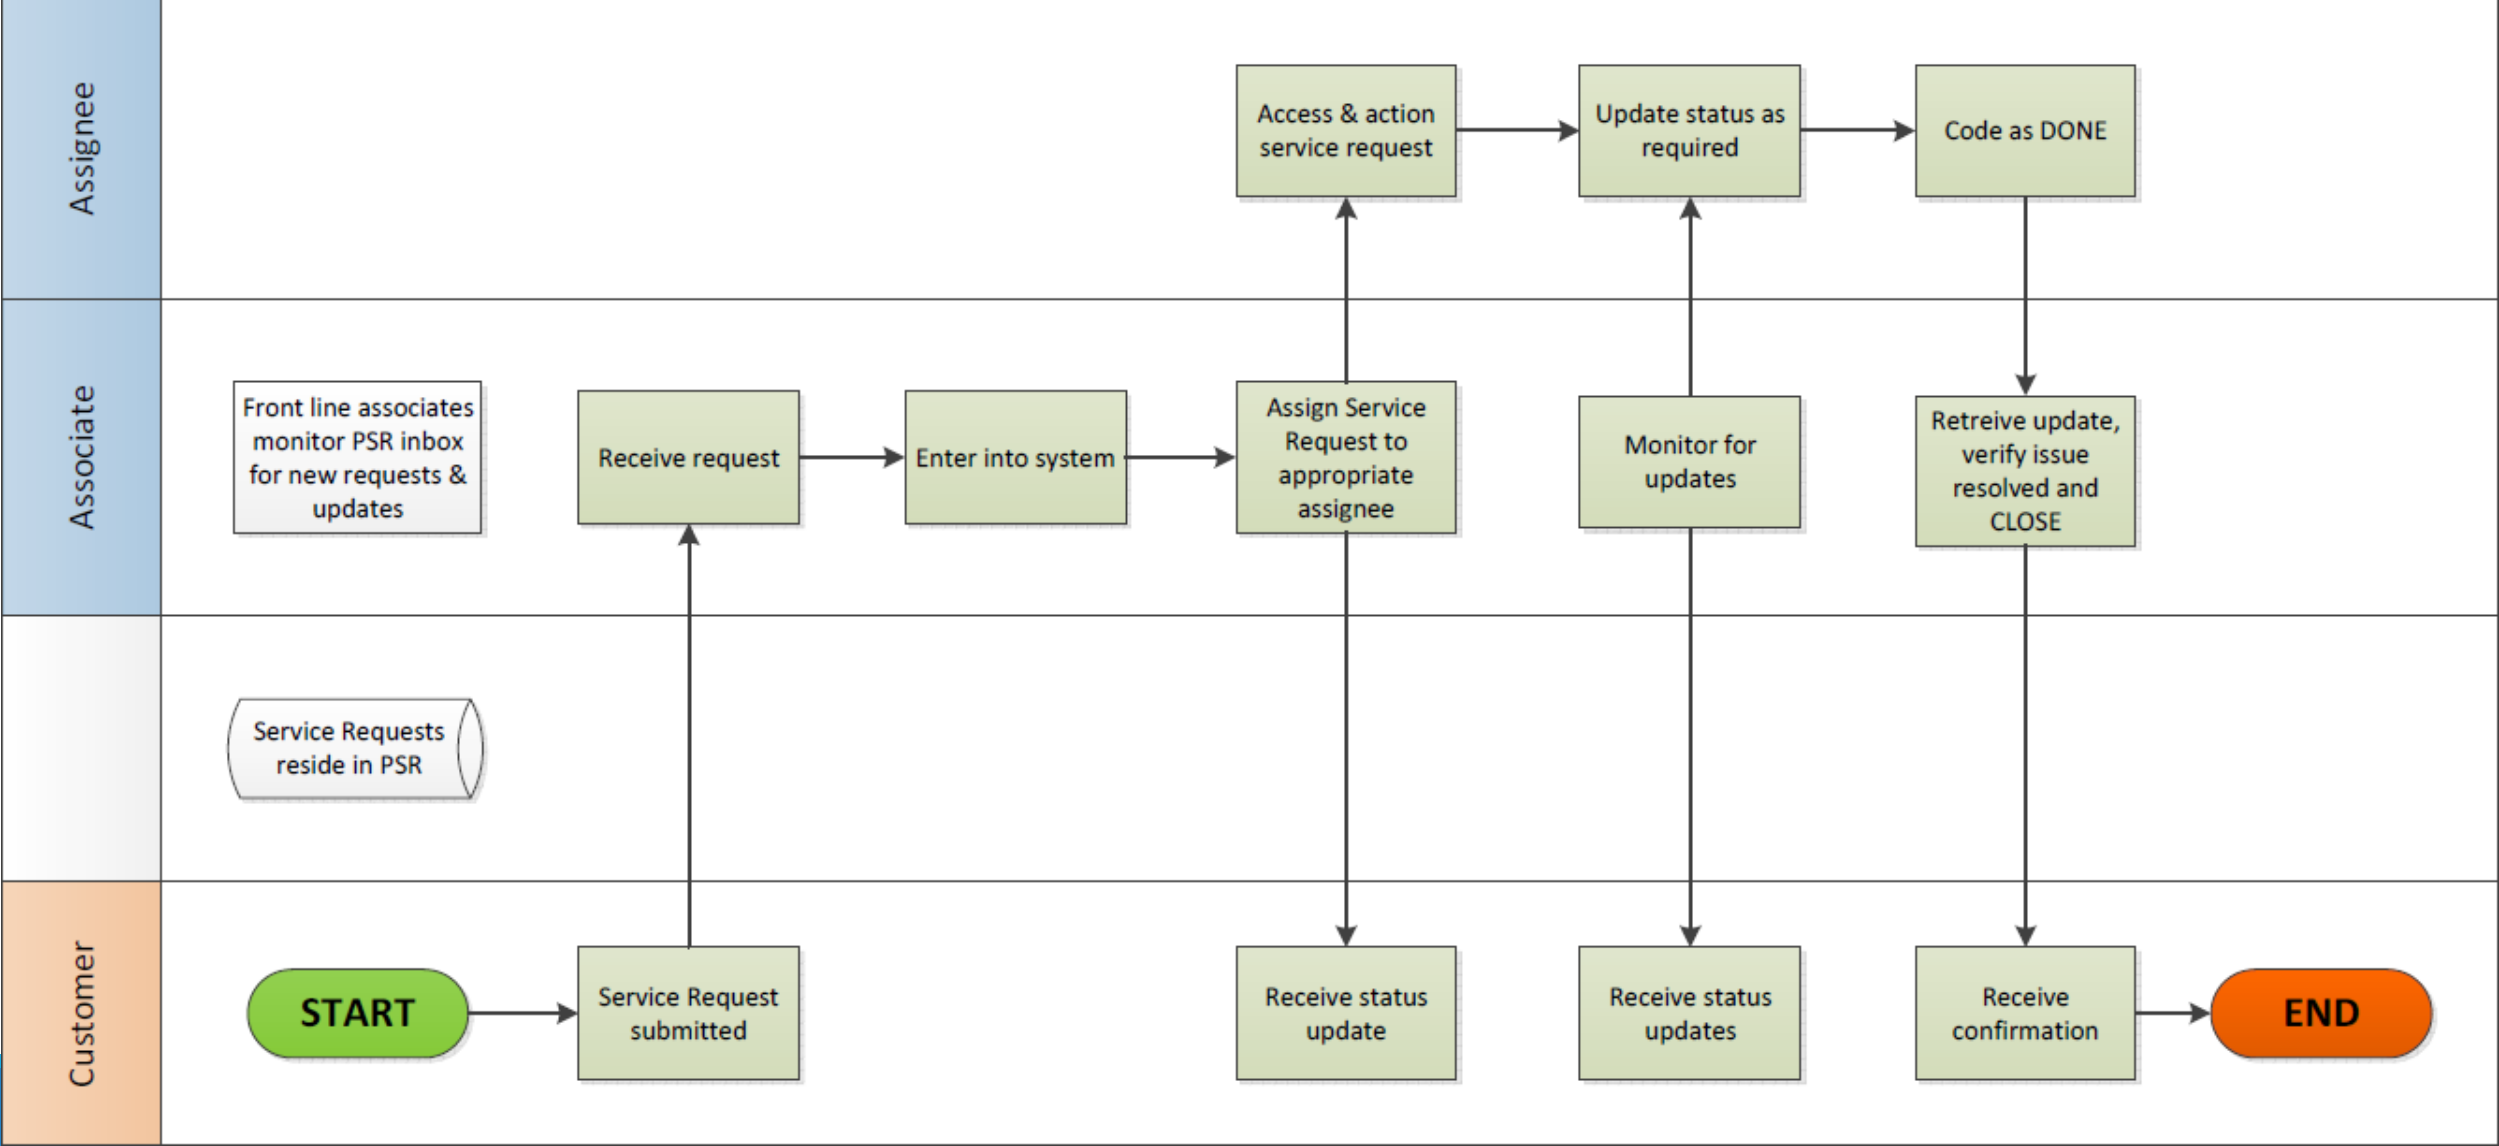 Assignee
Access & action
service request
Update status as
required
Code as DONE
Associate
Front line associates
monitor PSR inbox
for new requests &
updates
Receive request
Enter into system
Assign Service
Request to
appropriate
assignee
Monitor for
updates
Retreive update,
verify issue
resolved and
CLOSE
Service Requests
reside in PSR
Customer
START
Service Request
submitted
Receive status
update
Receive status
updates
Receive
confirmation
END